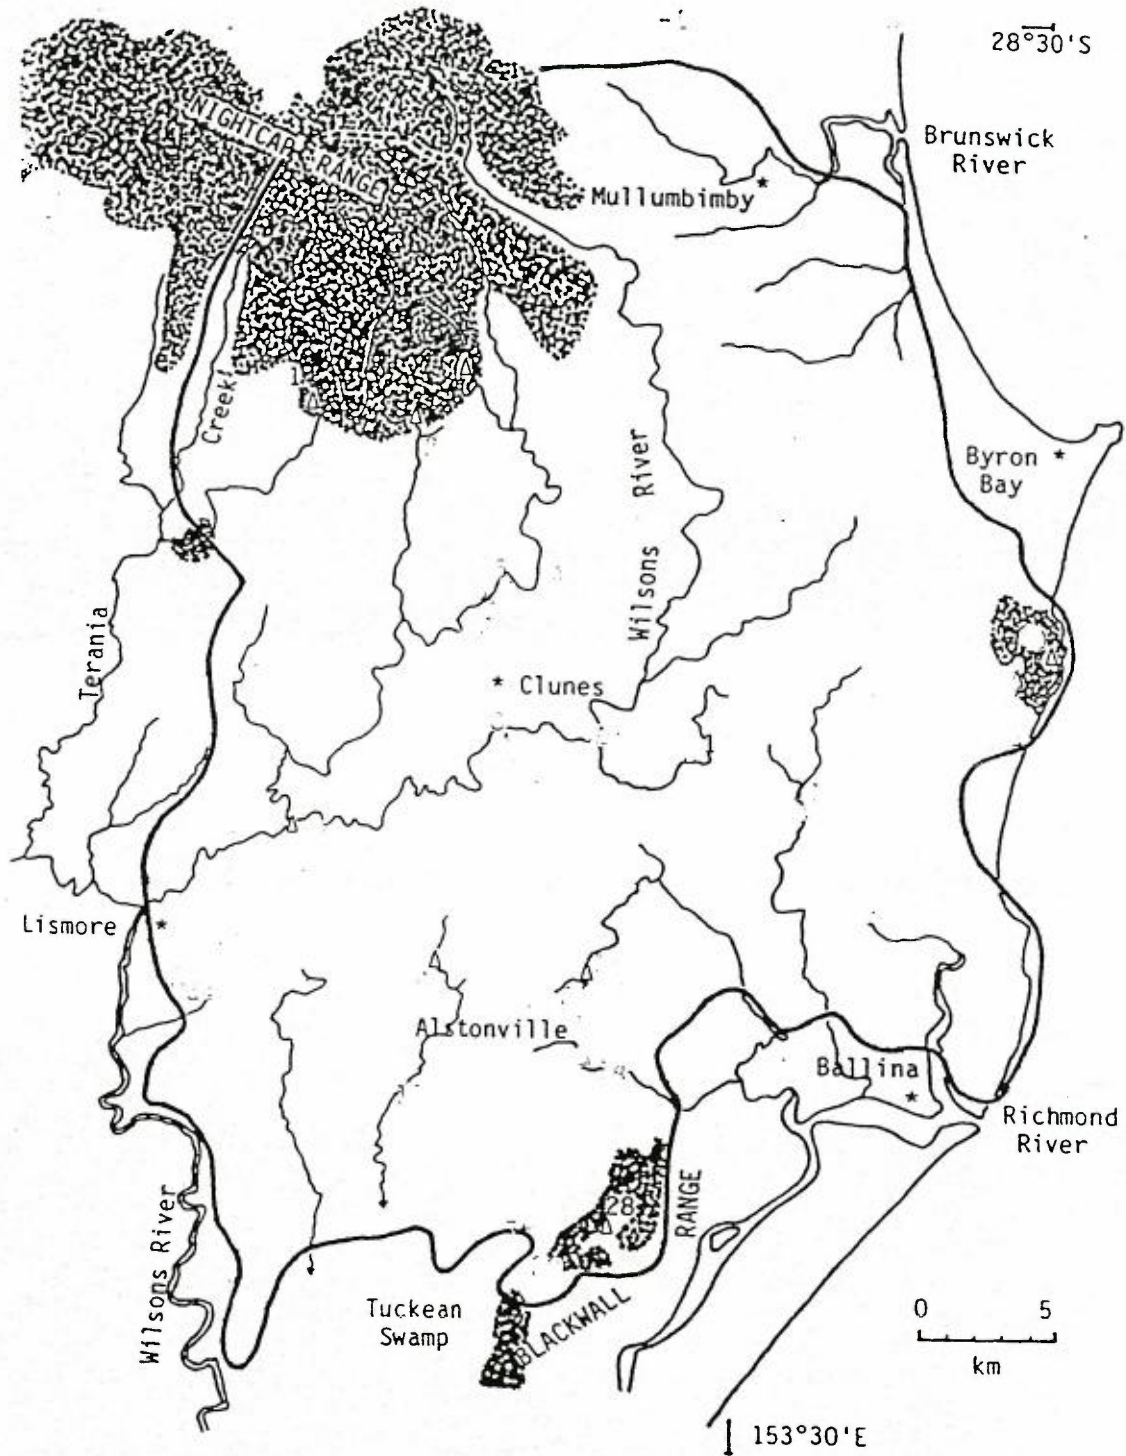 28°30'S
NIGHTCAP RANGE
Brunswick
River
Mullumbimby
Creek
1
Wilsons River
Byron
Bay
Terania
Clunes
Lismore
Alstonville
Ballina
Richmond
River
28
RANGE
Wilsons River
Tuckean
Swamp
BLACKWALL
0 5
km
153°30'E